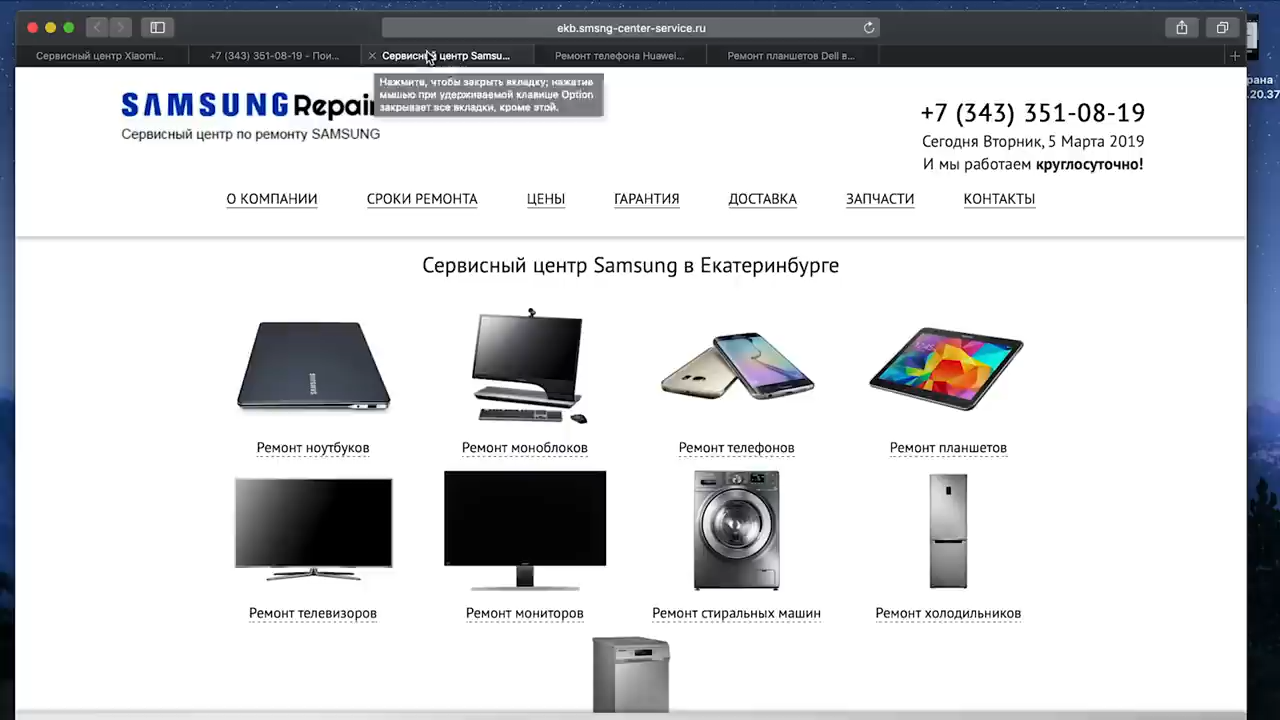 ekb.smsng-center-service.ru
Сервисный центр Xiaomi...
+7 (343) 351-08-19 - Пои...
Сервисный центр Samsu...
Ремонт телефона Huawei...
Ремонт планшетов Dell в...
Нажмите, чтобы закрыть вкладку; нажатие
мышью при удерживаемой клавише Option
закрывает все вкладки, кроме этой.
SAMSUNG Repair
Сервисный центр по ремонту SAMSUNG
+7 (343) 351-08-19
Сегодня Вторник, 5 Марта 2019
И мы работаем круглосуточно!
О КОМПАНИИ
СРОКИ РЕМОНТА
ЦЕНЫ
ГАРАНТИЯ
ДОСТАВКА
ЗАПЧАСТИ
КОНТАКТЫ
Сервисный центр Samsung в Екатеринбурге
SAMSUNG
Ремонт ноутбуков
Ремонт моноблоков
Ремонт телефонов
Ремонт планшетов
Ремонт телевизоров
Ремонт мониторов
Ремонт стиральных машин
Ремонт холодильников